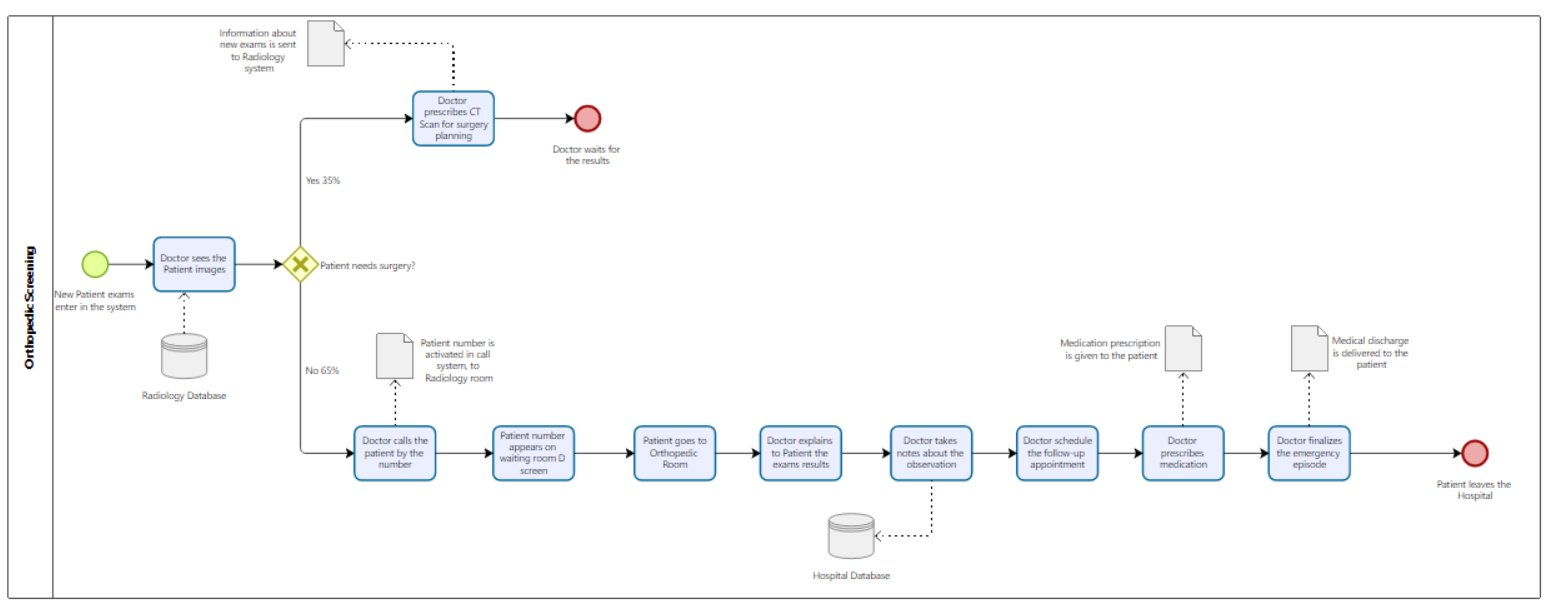 Orthopedic Screening
Information about
new exams is sent
to Radiology
system
Doctor
prescribes CT
Scan for surgery
planning
Doctor waits for
the results
Yes 35%
New Patient exams
enter in the system
Doctor sees the
Patient images
Patient needs surgery?
Radiology Database
No 65%
Patient number is
activated in call
system, to
Radiology room
Doctor calls the
patient by the
number
Patient number
appears on
waiting room D
screen
Patient goes to
Orthopedic
Room
Doctor explains
to Patient the
exams results
Doctor takes
notes about the
observation
Hospital Database
Doctor schedule
the follow-up
appointment
Medication prescription
is given to the patient
Doctor
prescribes
medication
Medical discharge
is delivered to the
patient
Doctor finalizes
the emergency
episode
Patient leaves the
Hospital